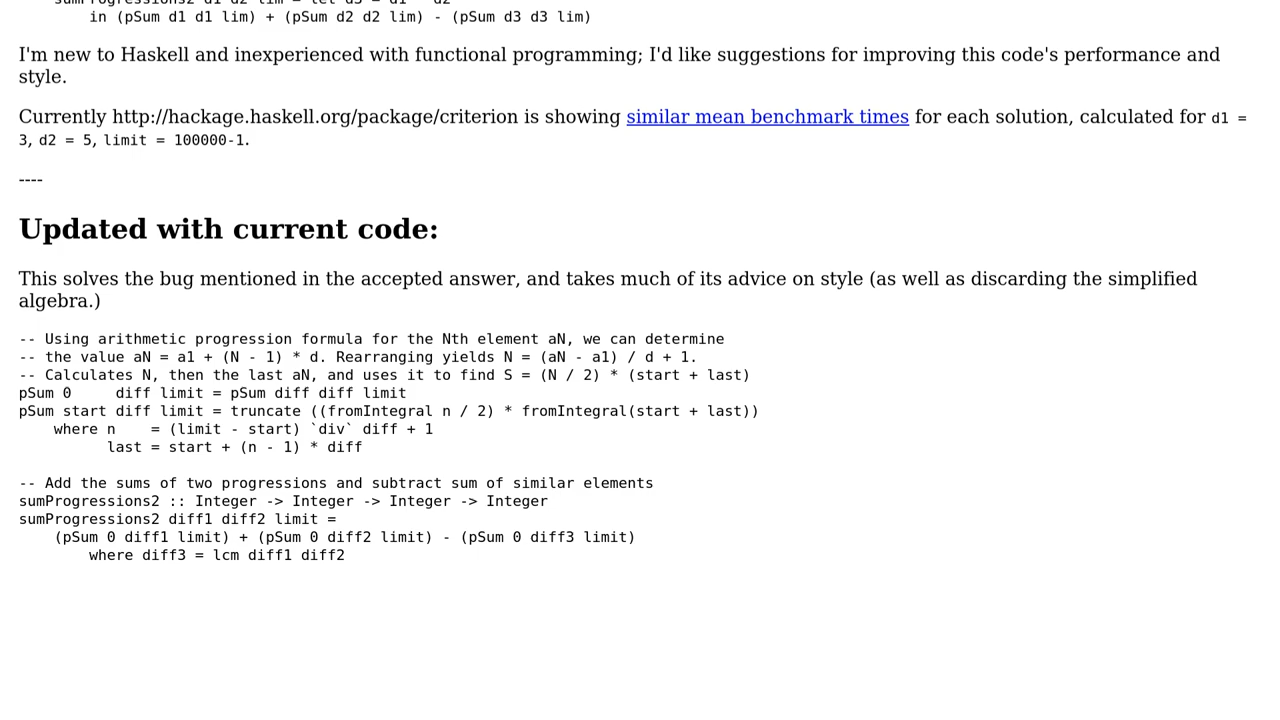 in (pSum d1 d1 lim) + (pSum d2 d2 lim) - (pSum d3 d3 lim)
I'm new to Haskell and inexperienced with functional programming; I'd like suggestions for improving this code's performance and
style.
Currently http://hackage.haskell.org/package/criterion is showing similar mean benchmark times for each solution, calculated for d1 =
3, d2 = 5, limit = 100000-1.
----
Updated with current code:
This solves the bug mentioned in the accepted answer, and takes much of its advice on style (as well as discarding the simplified
algebra.)
-- Using arithmetic progression formula for the Nth element aN, we can determine
-- the value aN = a1 + (N - 1) * d. Rearranging yields N = (aN - a1) / d + 1.
-- Calculates N, then the last aN, and uses it to find S = (N / 2) * (start + last)
pSum 0     diff limit = pSum diff diff limit
pSum start diff limit = truncate ((fromIntegral n / 2) * fromIntegral(start + last))
    where n    = (limit - start) `div` diff + 1
          last = start + (n - 1) * diff
-- Add the sums of two progressions and subtract sum of similar elements
sumProgressions2 :: Integer -> Integer -> Integer -> Integer
sumProgressions2 diff1 diff2 limit =
    (pSum 0 diff1 limit) + (pSum 0 diff2 limit) - (pSum 0 diff3 limit)
        where diff3 = lcm diff1 diff2